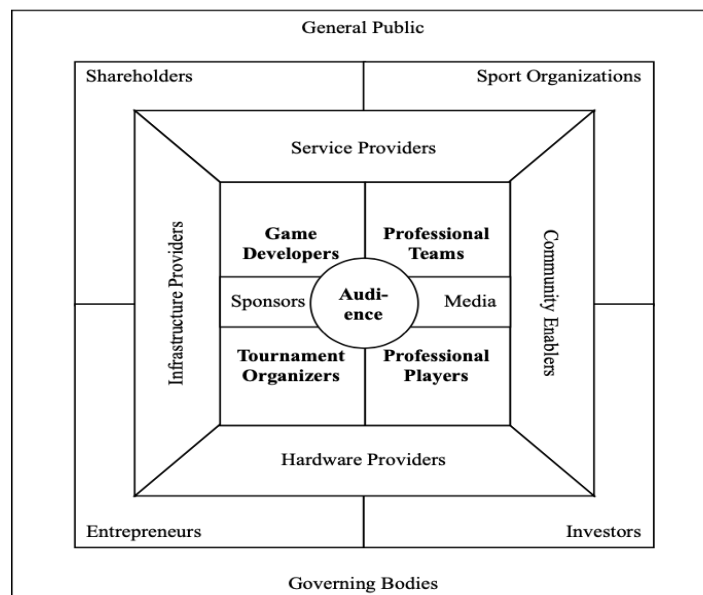 General Public
Shareholders
Sport Organizations
Service Providers
Infrastructure Providers
Game
Developers
Professional
Teams
Community Enablers
Sponsors
Audi-
ence
Media
Tournament
Organizers
Professional
Players
Hardware Providers
Entrepreneurs
Investors
Governing Bodies